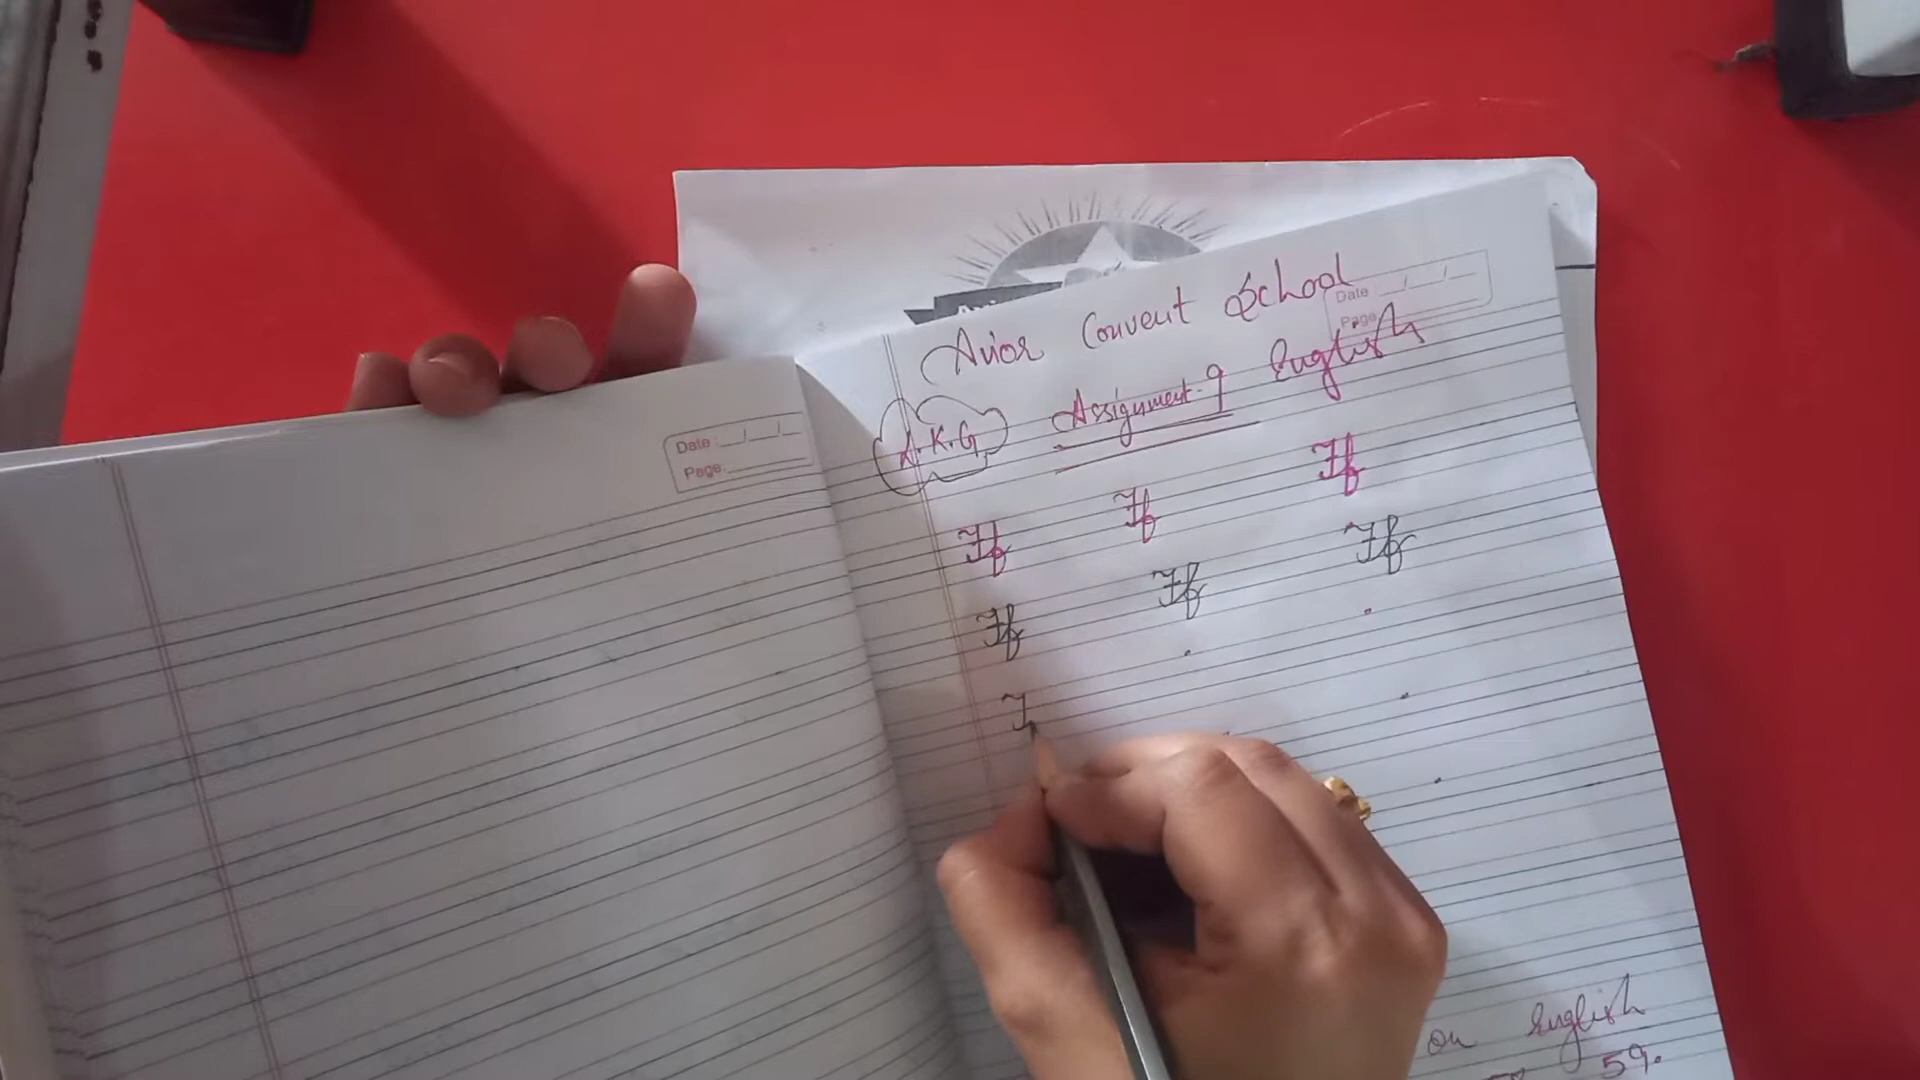 Avior Convent School
Date / /
Page
Assignment-9 English
Ff Ff Ff
Ff Ff Ff
F
Date: / /
Page:
on English
59.